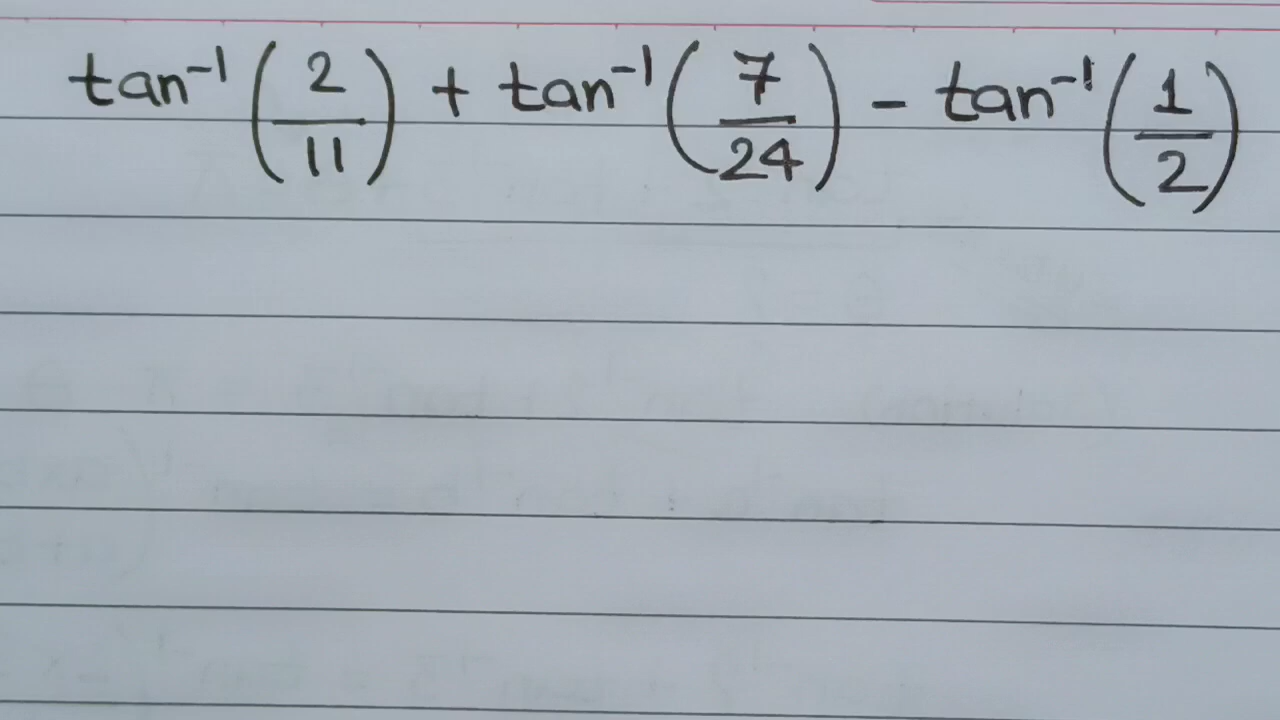 tan⁻¹(2/11) + tan⁻¹(7/24) - tan⁻¹(1/2)